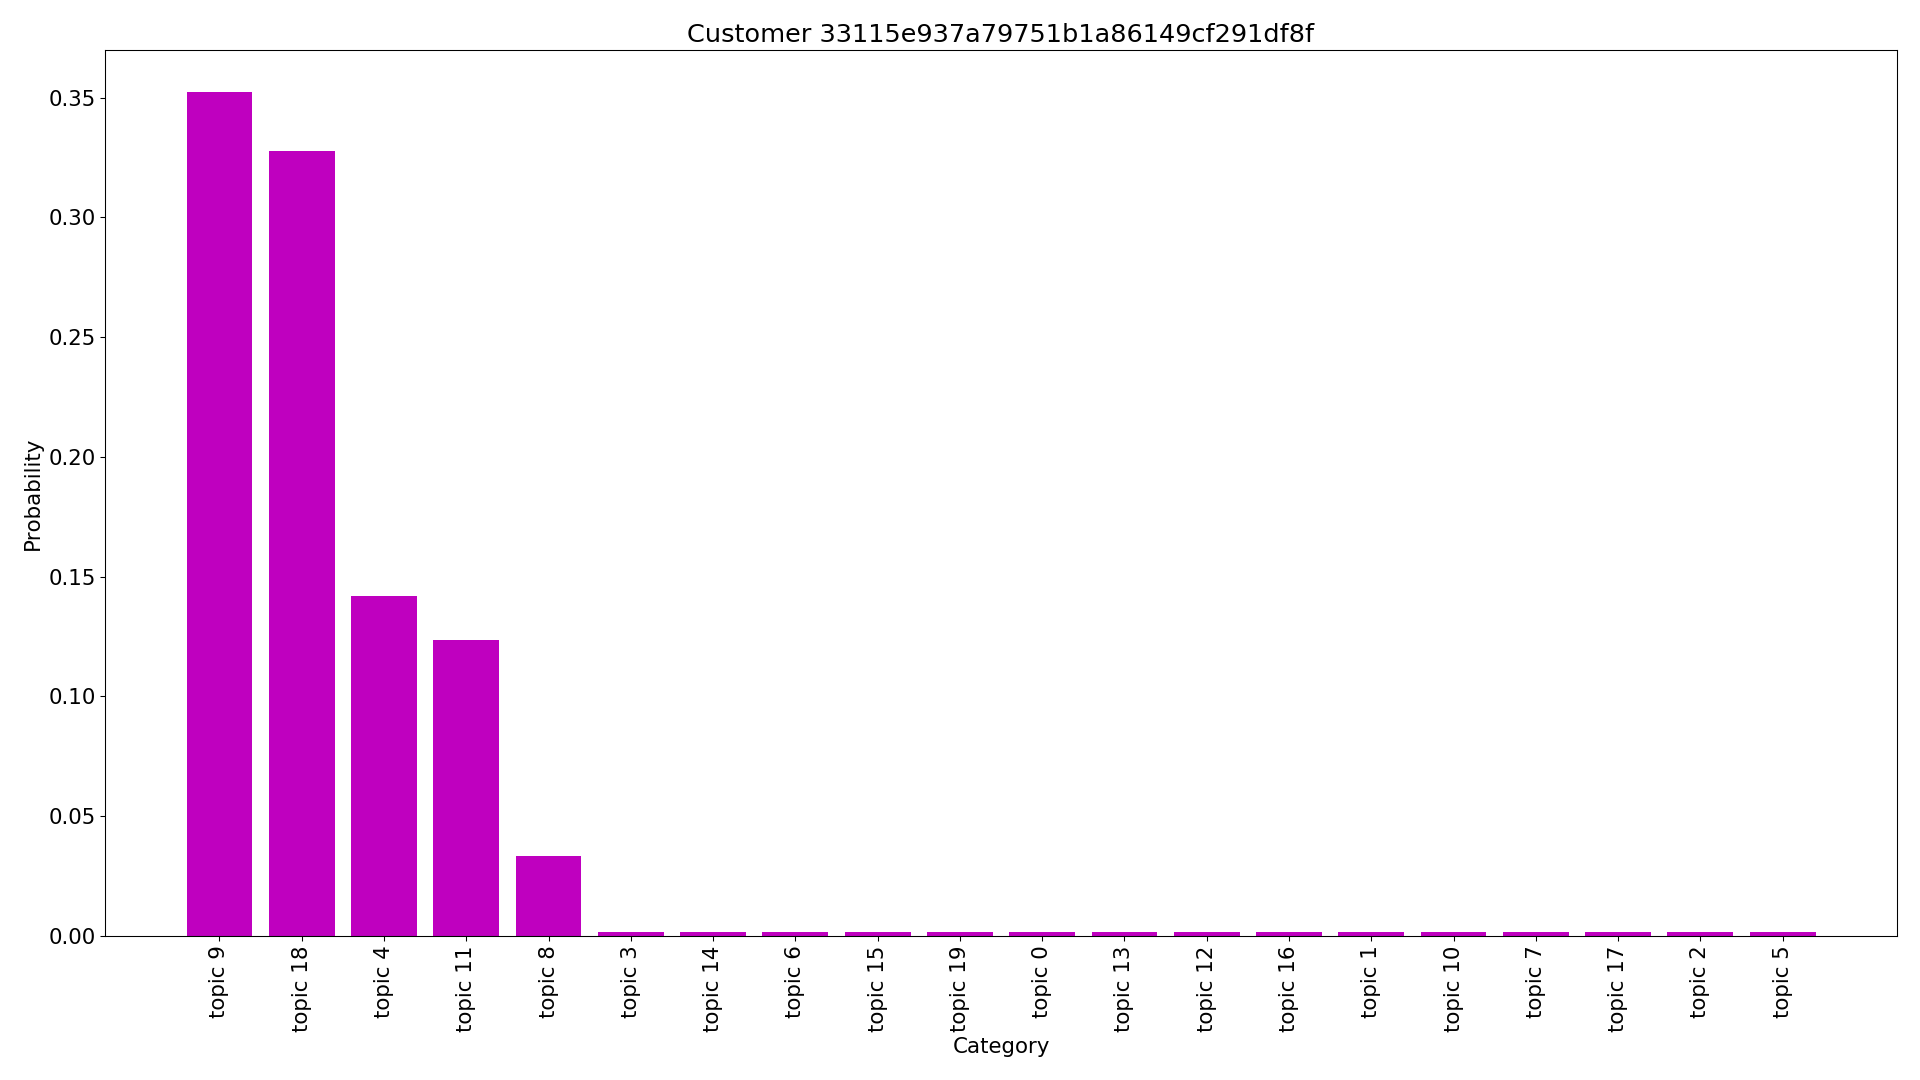 Customer 33115e937a79751b1a86149cf291df8f
Probability
0.35
0.30
0.25
0.20
0.15
0.10
0.05
0.00
topic 9
topic 18
topic 4
topic 11
topic 8
topic 3
topic 14
topic 6
topic 15
topic 19
topic 0
topic 13
topic 12
topic 16
topic 1
topic 10
topic 7
topic 17
topic 2
topic 5
Category